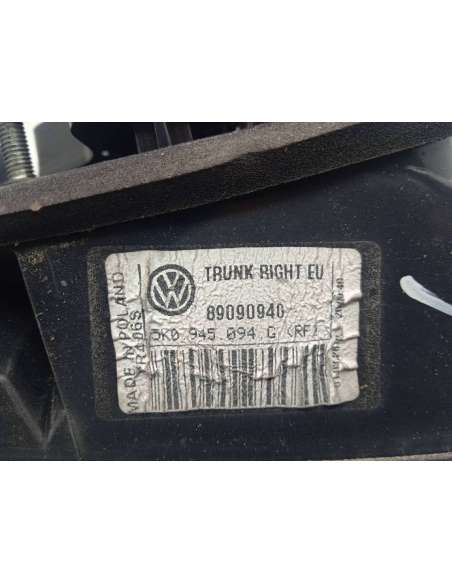 TRUNK RIGHT EU
89090940
5K0 945 094 G (RF)
MADE IN POLAND